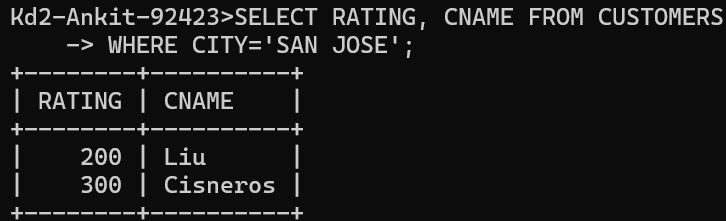 Kd2-Ankit-92423>SELECT RATING, CNAME FROM CUSTOMERS
    -> WHERE CITY='SAN JOSE';
+--------+----------+
| RATING | CNAME    |
+--------+----------+
|    200 | Liu      |
|    300 | Cisneros |
+--------+----------+